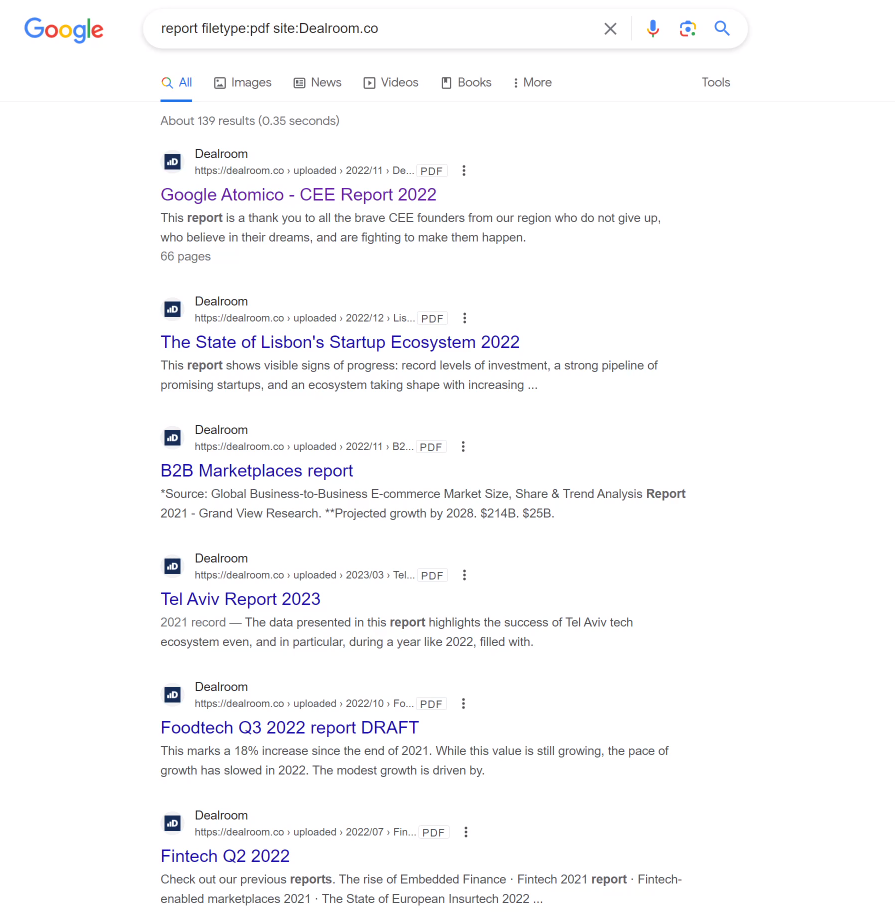 Google
report filetype:pdf site:Dealroom.co
All Images News Videos Books More Tools
About 139 results (0.35 seconds)
Dealroom
https://dealroom.co › uploaded › 2022/11 › De... PDF
Google Atomico - CEE Report 2022
This report is a thank you to all the brave CEE founders from our region who do not give up,
who believe in their dreams, and are fighting to make them happen.
66 pages
Dealroom
https://dealroom.co › uploaded › 2022/12 › Lis... PDF
The State of Lisbon's Startup Ecosystem 2022
This report shows visible signs of progress: record levels of investment, a strong pipeline of
promising startups, and an ecosystem taking shape with increasing ...
Dealroom
https://dealroom.co › uploaded › 2022/11 › B2... PDF
B2B Marketplaces report
*Source: Global Business-to-Business E-commerce Market Size, Share & Trend Analysis Report
2021 - Grand View Research. **Projected growth by 2028. $214B. $25B.
Dealroom
https://dealroom.co › uploaded › 2023/03 › Tel... PDF
Tel Aviv Report 2023
2021 record — The data presented in this report highlights the success of Tel Aviv tech
ecosystem even, and in particular, during a year like 2022, filled with.
Dealroom
https://dealroom.co › uploaded › 2022/10 › Fo... PDF
Foodtech Q3 2022 report DRAFT
This marks a 18% increase since the end of 2021. While this value is still growing, the pace of
growth has slowed in 2022. The modest growth is driven by.
Dealroom
https://dealroom.co › uploaded › 2022/07 › Fin... PDF
Fintech Q2 2022
Check out our previous reports. The rise of Embedded Finance · Fintech 2021 report · Fintech-
enabled marketplaces 2021 · The State of European Insurtech 2022 ...